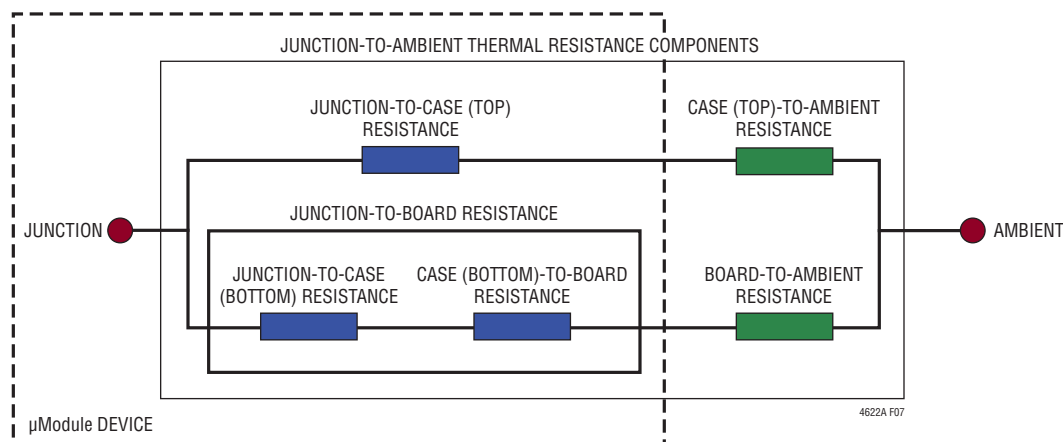 JUNCTION-TO-AMBIENT THERMAL RESISTANCE COMPONENTS
JUNCTION-TO-CASE (TOP)
RESISTANCE
CASE (TOP)-TO-AMBIENT
RESISTANCE
JUNCTION-TO-BOARD RESISTANCE
JUNCTION
AMBIENT
JUNCTION-TO-CASE
(BOTTOM) RESISTANCE
CASE (BOTTOM)-TO-BOARD
RESISTANCE
BOARD-TO-AMBIENT
RESISTANCE
4622A F07
µModule DEVICE